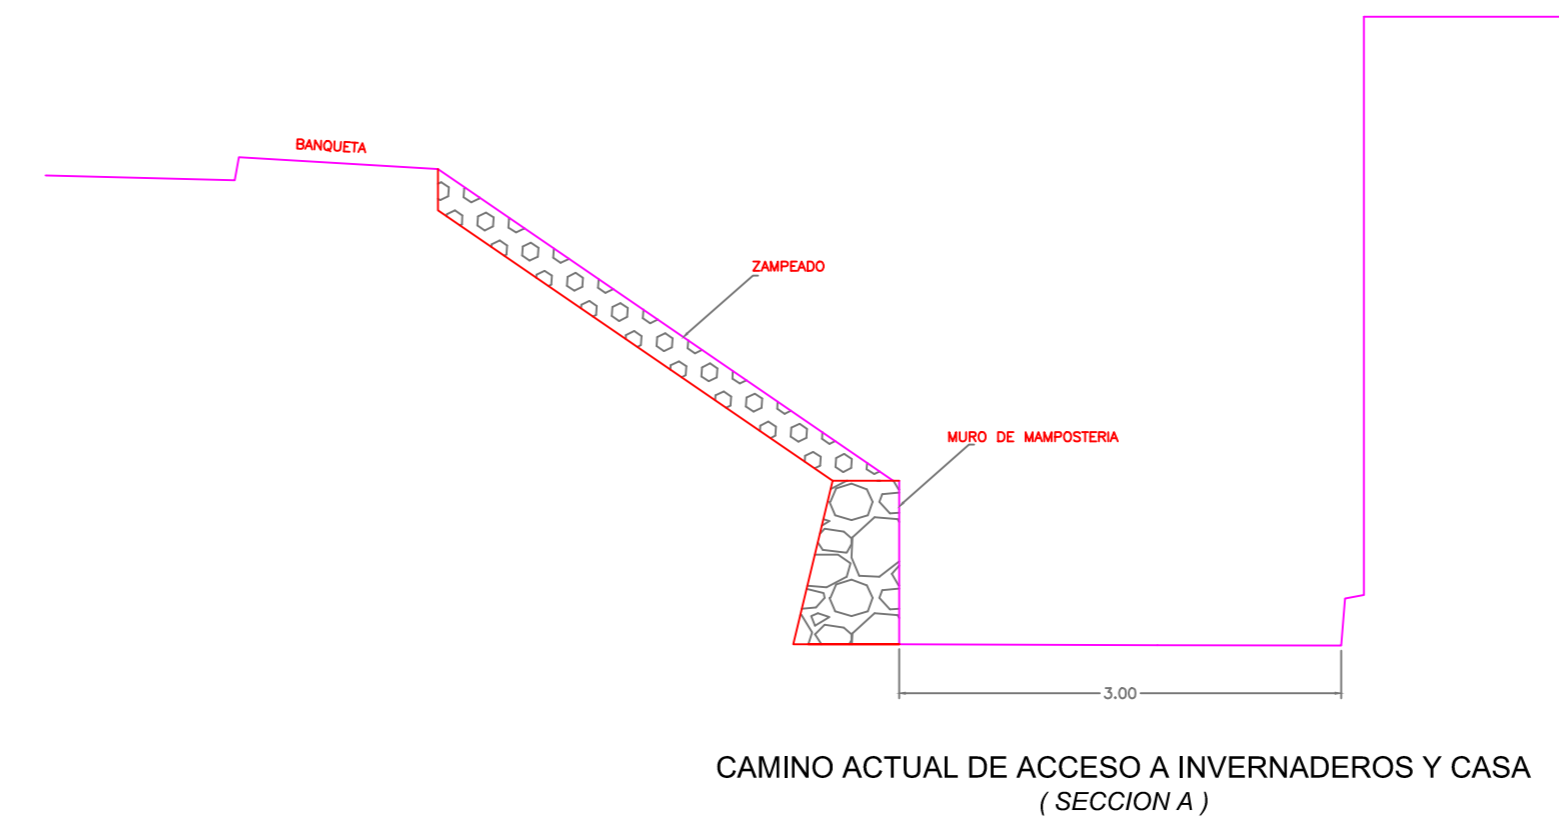 BANQUETA
ZAMPEADO
MURO DE MAMPOSTERIA
3.00
CAMINO ACTUAL DE ACCESO A INVERNADEROS Y CASA
( SECCION A )